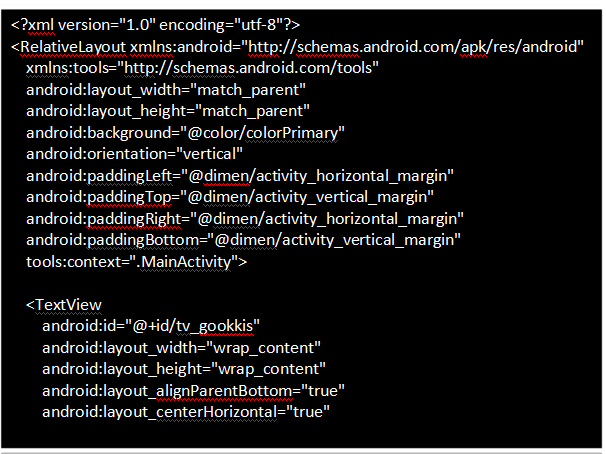 <?xml version="1.0" encoding="utf-8"?>
<RelativeLayout xmlns:android="http://schemas.android.com/apk/res/android"
xmlns:tools="http://schemas.android.com/tools"
android:layout_width="match_parent"
android:layout_height="match_parent"
android:background="@color/colorPrimary"
android:orientation="vertical"
android:paddingLeft="@dimen/activity_horizontal_margin"
android:paddingTop="@dimen/activity_vertical_margin"
android:paddingRight="@dimen/activity_horizontal_margin"
android:paddingBottom="@dimen/activity_vertical_margin"
tools:context=".MainActivity">
<TextView
android:id="@+id/tv_gookkis"
android:layout_width="wrap_content"
android:layout_height="wrap_content"
android:layout_alignParentBottom="true"
android:layout_centerHorizontal="true"